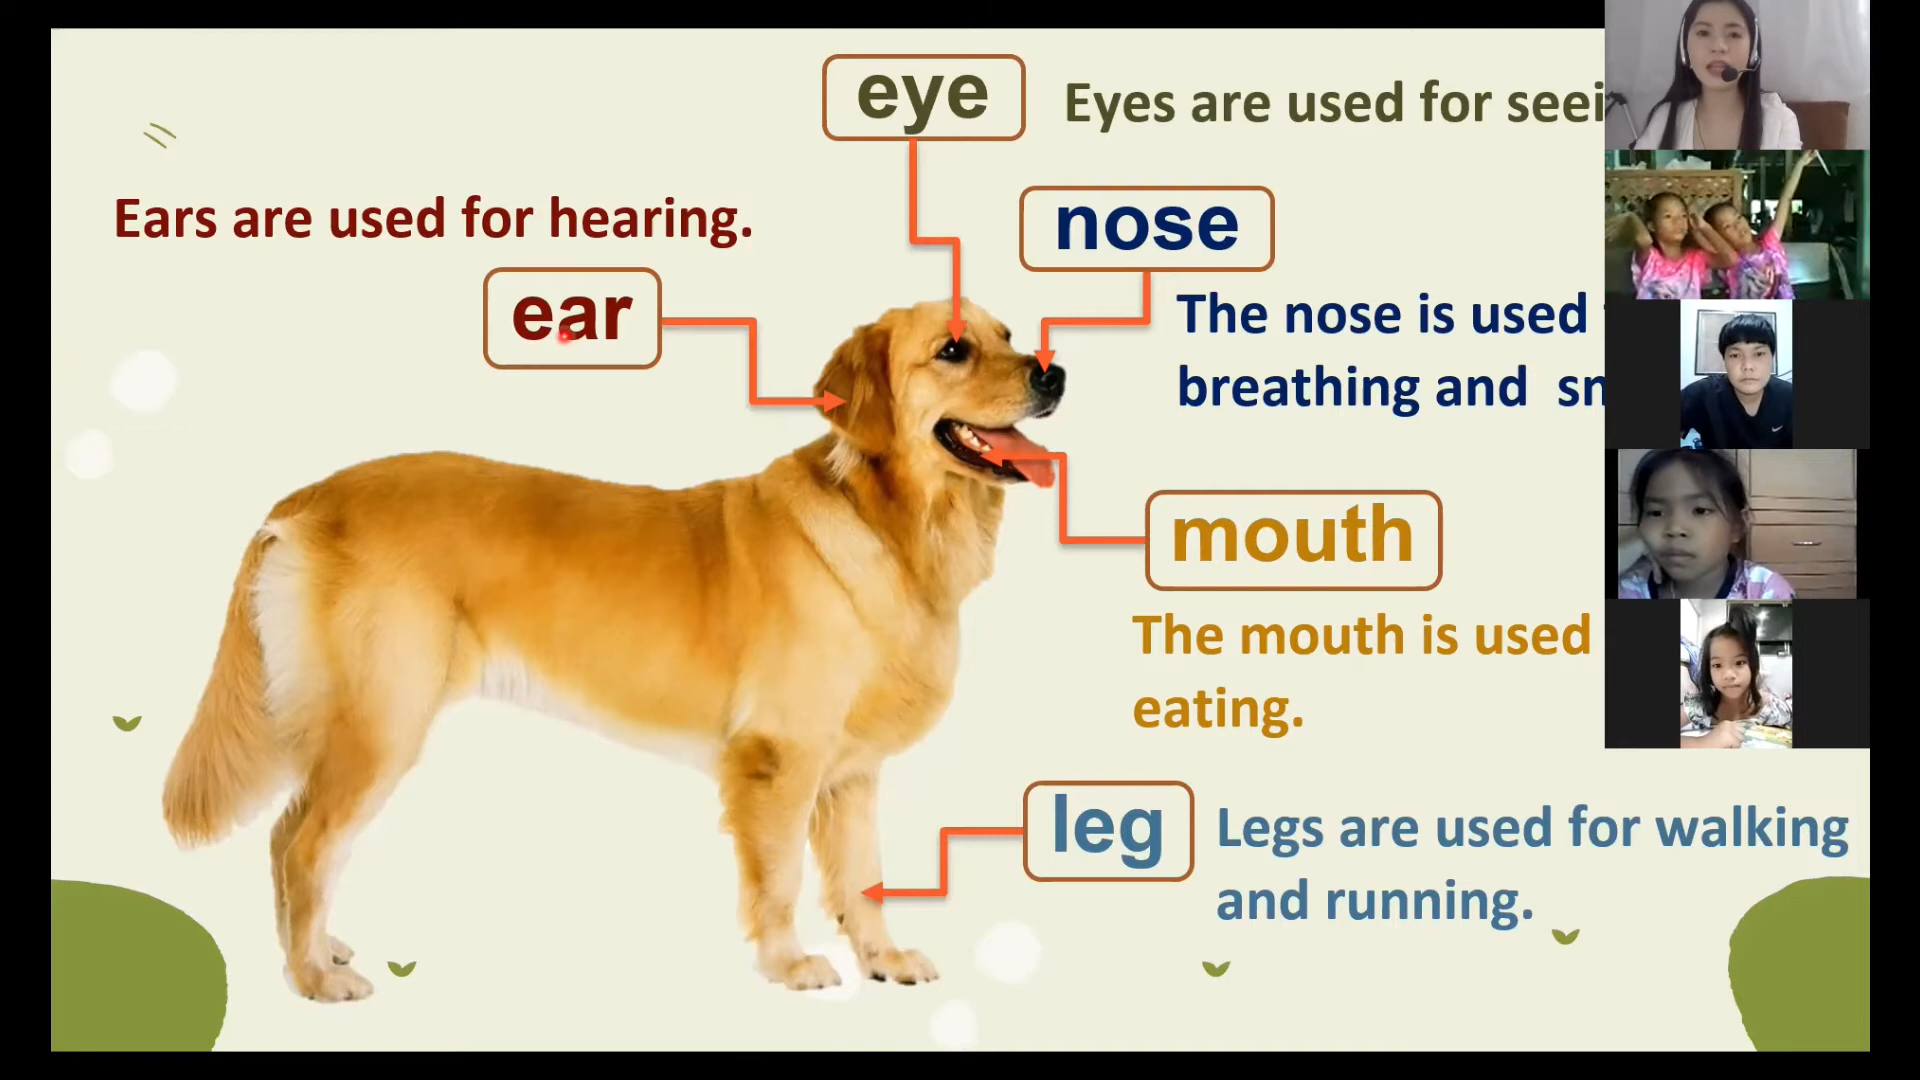 eye
Eyes are used for seei
Ears are used for hearing.
nose
ear
The nose is used
breathing and sn
mouth
The mouth is used
eating.
leg
Legs are used for walking
and running.